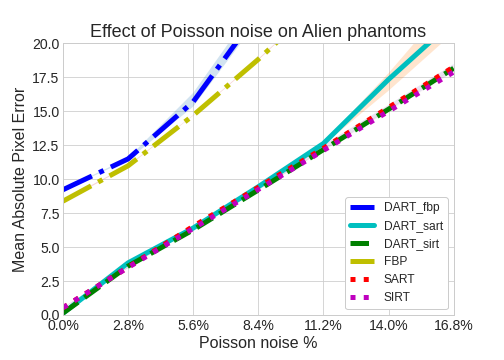 Effect of Poisson noise on Alien phantoms
Mean Absolute Pixel Error
20.0
17.5
15.0
12.5
10.0
7.5
5.0
2.5
0.0
DART_fbp
DART_sart
DART_sirt
FBP
SART
SIRT
0.0% 2.8% 5.6% 8.4% 11.2% 14.0% 16.8%
Poisson noise %